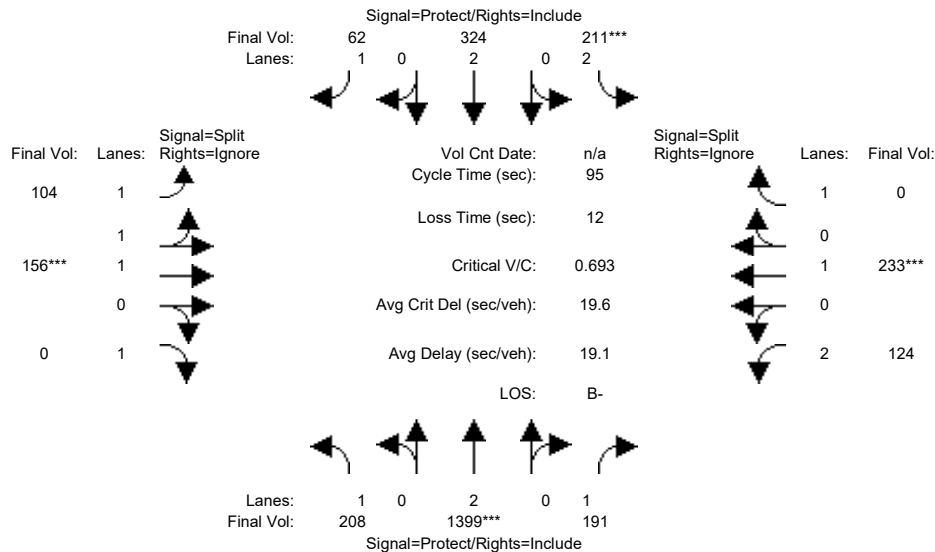 Signal=Protect/Rights=Include
Final Vol: 62 324 211***
Lanes: 1 0 2 0 2
Signal=Split
Final Vol: Lanes: Rights=Ignore
Vol Cnt Date: n/a
Signal=Split
Rights=Ignore Lanes: Final Vol:
Cycle Time (sec): 95
104 1
1 0
Loss Time (sec): 12
1
0
156*** 1
Critical V/C: 0.693
1 233***
0
Avg Crit Del (sec/veh): 19.6
0
0 1
Avg Delay (sec/veh): 19.1
2 124
LOS: B-
Lanes: 1 0 2 0 1
Final Vol: 208 1399*** 191
Signal=Protect/Rights=Include